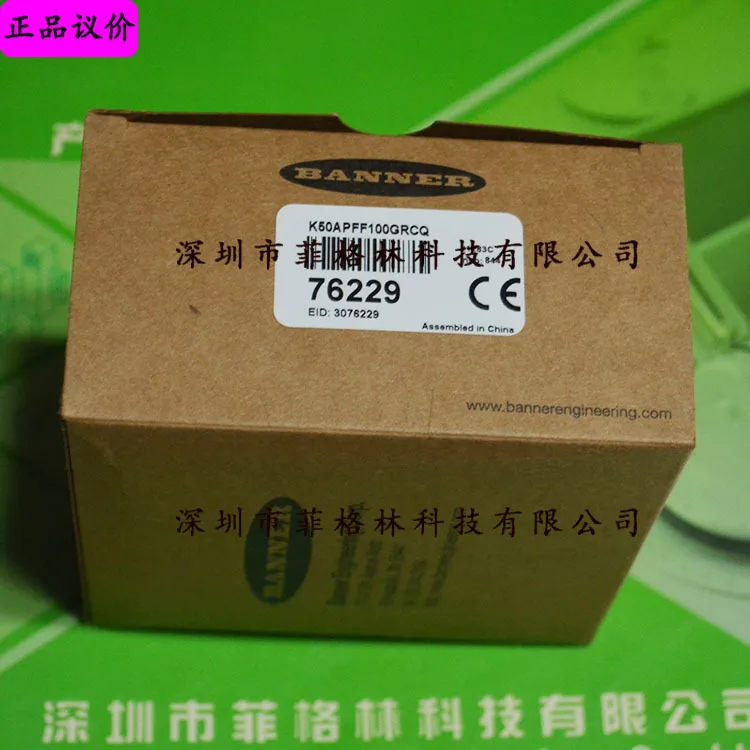 正品议价
产
BANNER
K50APFF100GRCQ
深圳市菲格林科技有限公司
76229
EID: 3076229
CE
Assembled in China
www.bannerengineering.com
深圳市菲格林科技有限公司
BANNER
深圳市菲格林科技有限公司